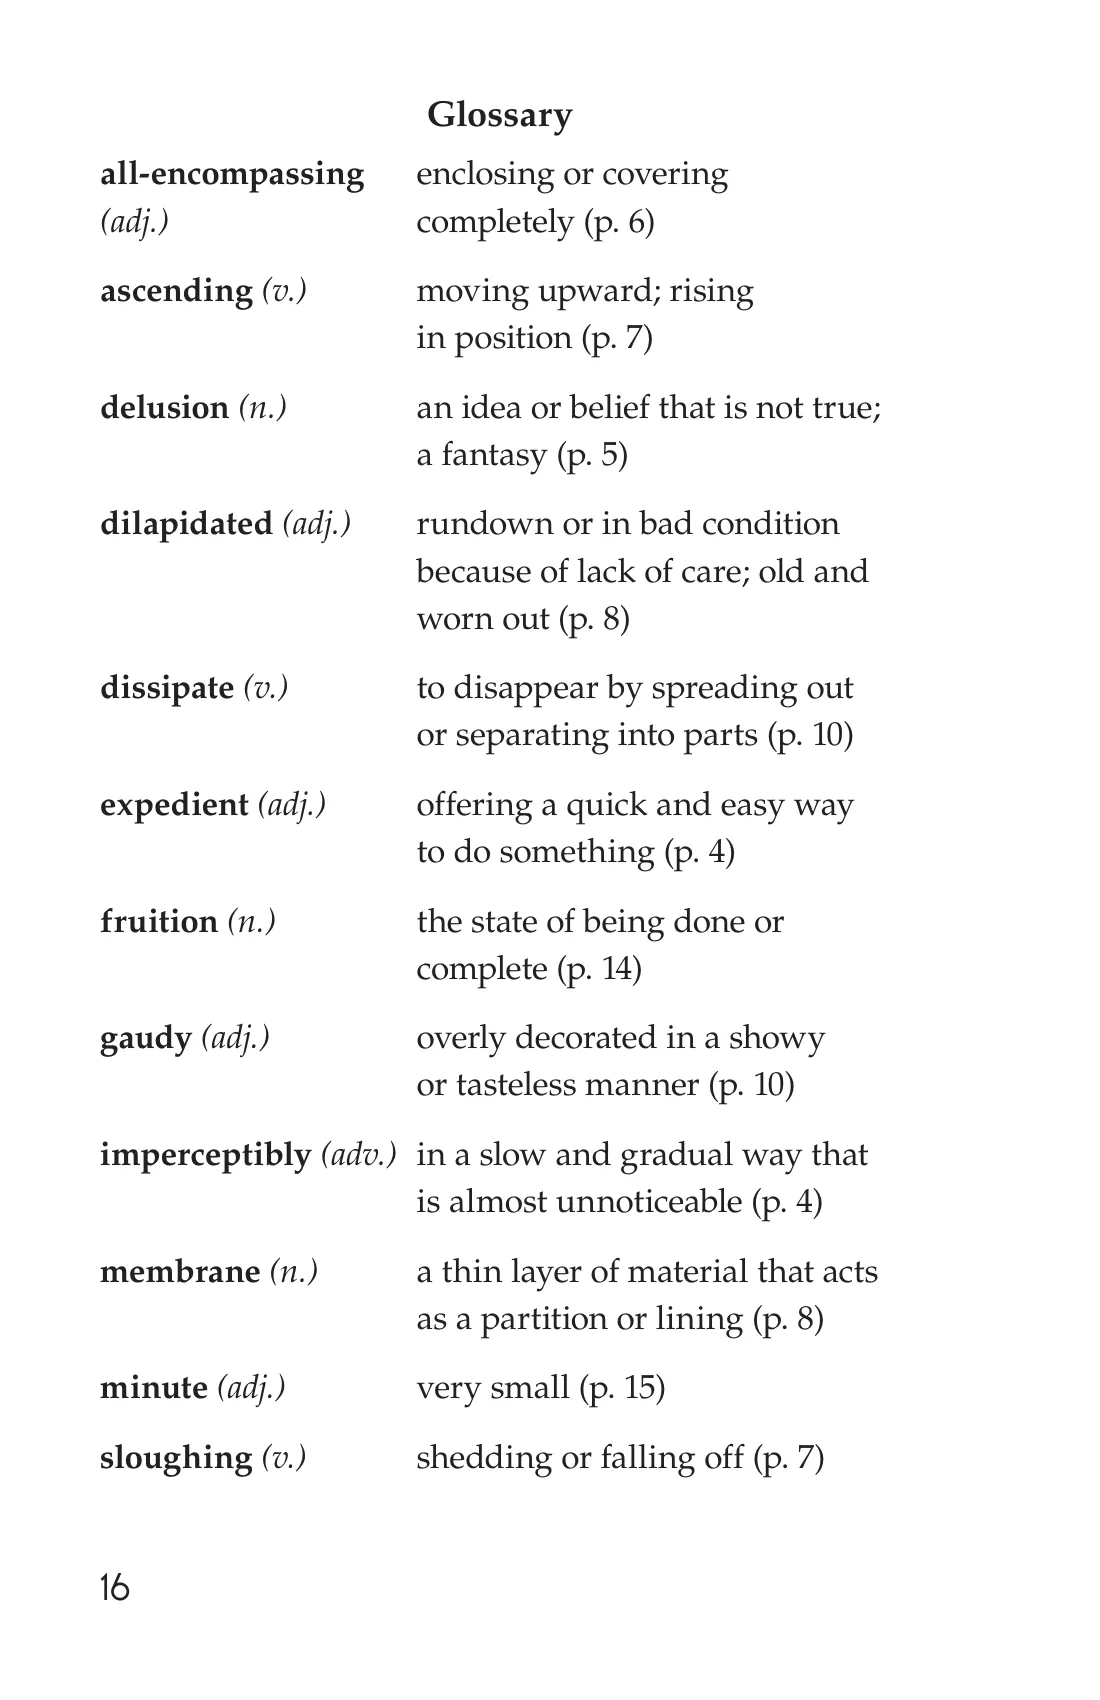 Glossary
all-encompassing (adj.) enclosing or covering
completely (p. 6)
ascending (v.) moving upward; rising
in position (p. 7)
delusion (n.) an idea or belief that is not true;
a fantasy (p. 5)
dilapidated (adj.) rundown or in bad condition
because of lack of care; old and
worn out (p. 8)
dissipate (v.) to disappear by spreading out
or separating into parts (p. 10)
expedient (adj.) offering a quick and easy way
to do something (p. 4)
fruition (n.) the state of being done or
complete (p. 14)
gaudy (adj.) overly decorated in a showy
or tasteless manner (p. 10)
imperceptibly (adv.) in a slow and gradual way that
is almost unnoticeable (p. 4)
membrane (n.) a thin layer of material that acts
as a partition or lining (p. 8)
minute (adj.) very small (p. 15)
sloughing (v.) shedding or falling off (p. 7)
16